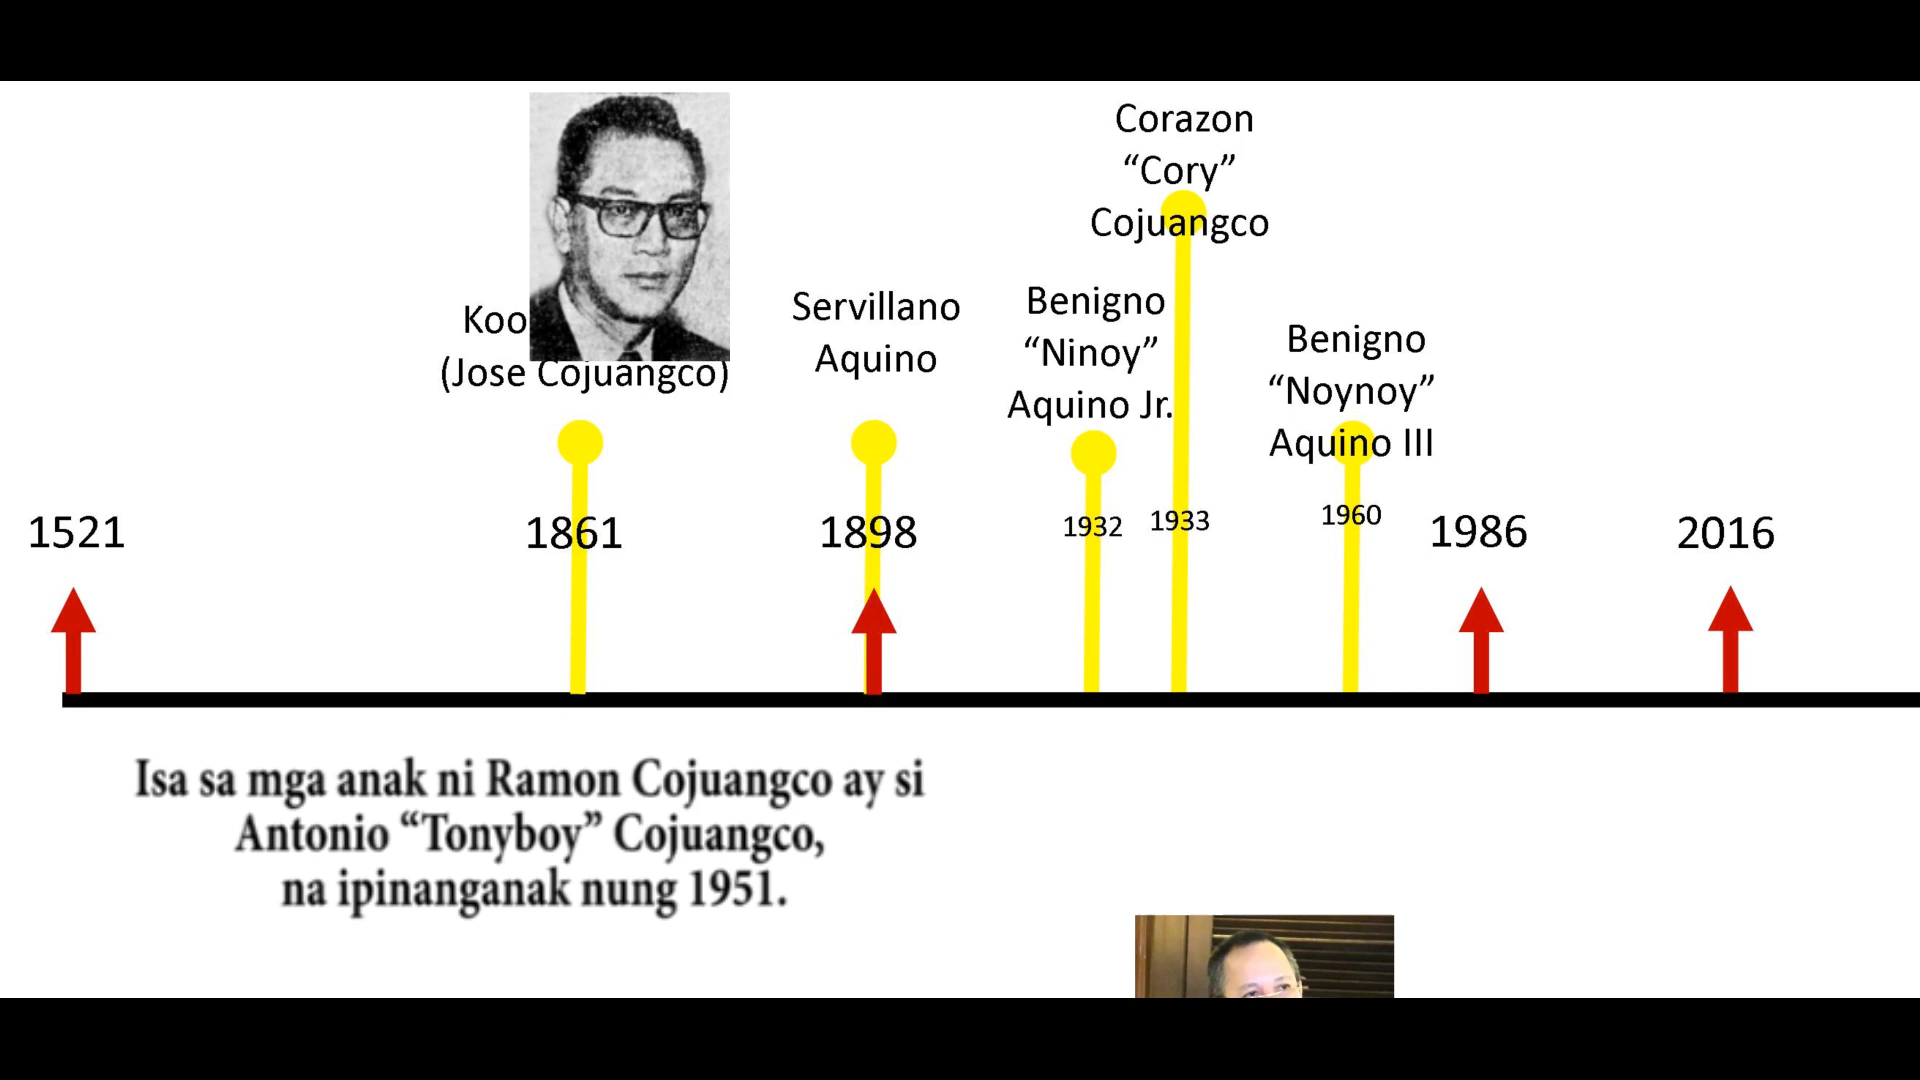 Corazon
“Cory”
Cojuangco
Koo
(Jose Cojuangco)
Servillano
Aquino
Benigno
“Ninoy”
Aquino Jr.
Benigno
“Noynoy”
Aquino III
1521
1861
1898
1932
1933
1960
1986
2016
Isa sa mga anak ni Ramon Cojuangco ay si
Antonio “Tonyboy” Cojuangco,
na ipinanganak nung 1951.